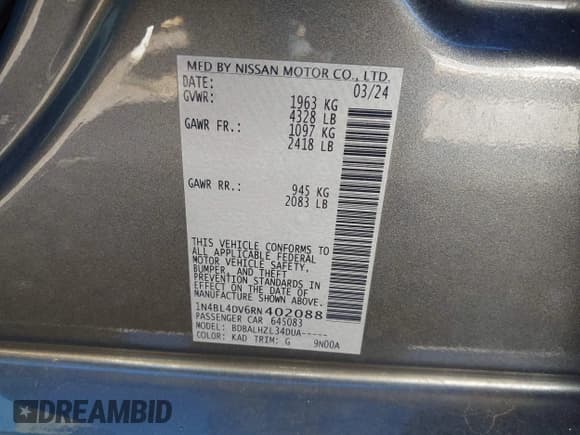 MFD BY NISSAN MOTOR CO., LTD.
DATE: 03/24
GVWR: 1963 KG
4328 LB
GAWR FR.: 1097 KG
2418 LB
GAWR RR.: 945 KG
2083 LB
THIS VEHICLE CONFORMS TO
ALL APPLICABLE FEDERAL
MOTOR VEHICLE SAFETY,
BUMPER, AND THEFT
PREVENTION STANDARDS IN
EFFECT ON THE DATE OF
MANUFACTURE SHOWN ABOVE.
1N4BL4DV6RN402088
PASSENGER CAR 645083
MODEL: BDBALHZL34DUA-----
COLOR: KAD TRIM: G 9N00A
DREAMBID